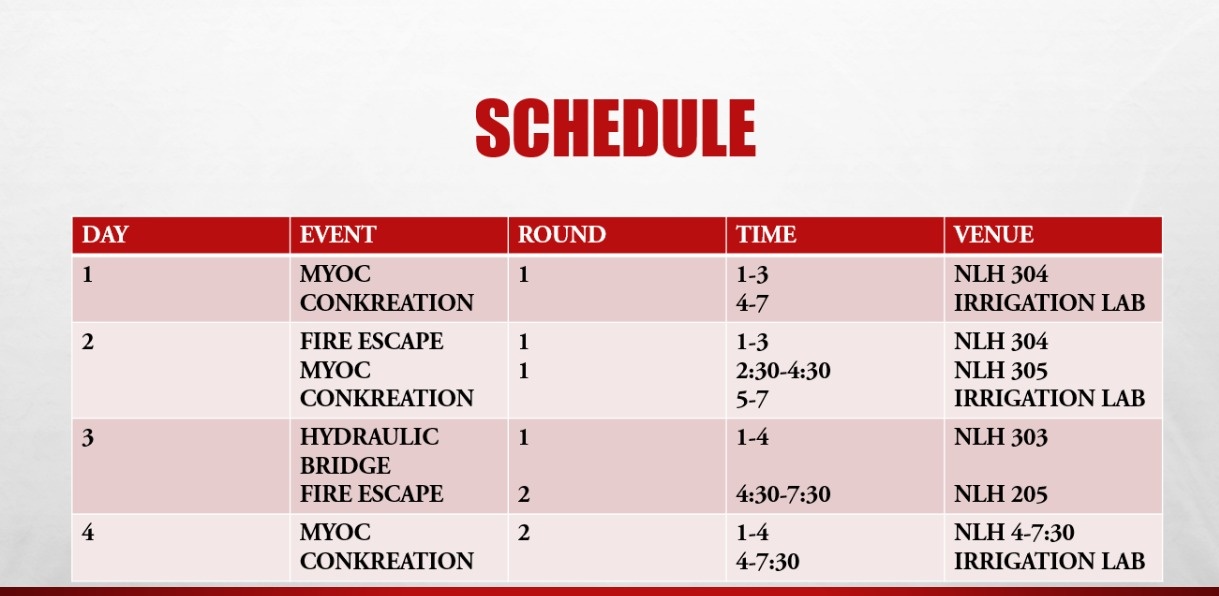 SCHEDULE
DAY EVENT ROUND TIME VENUE
1 MYOC 1 1-3 NLH 304
CONKREATION 4-7 IRRIGATION LAB
2 FIRE ESCAPE 1 1-3 NLH 304
MYOC 1 2:30-4:30 NLH 305
CONKREATION 5-7 IRRIGATION LAB
3 HYDRAULIC 1 1-4 NLH 303
BRIDGE
FIRE ESCAPE 2 4:30-7:30 NLH 205
4 MYOC 2 1-4 NLH 4-7:30
CONKREATION 4-7:30 IRRIGATION LAB